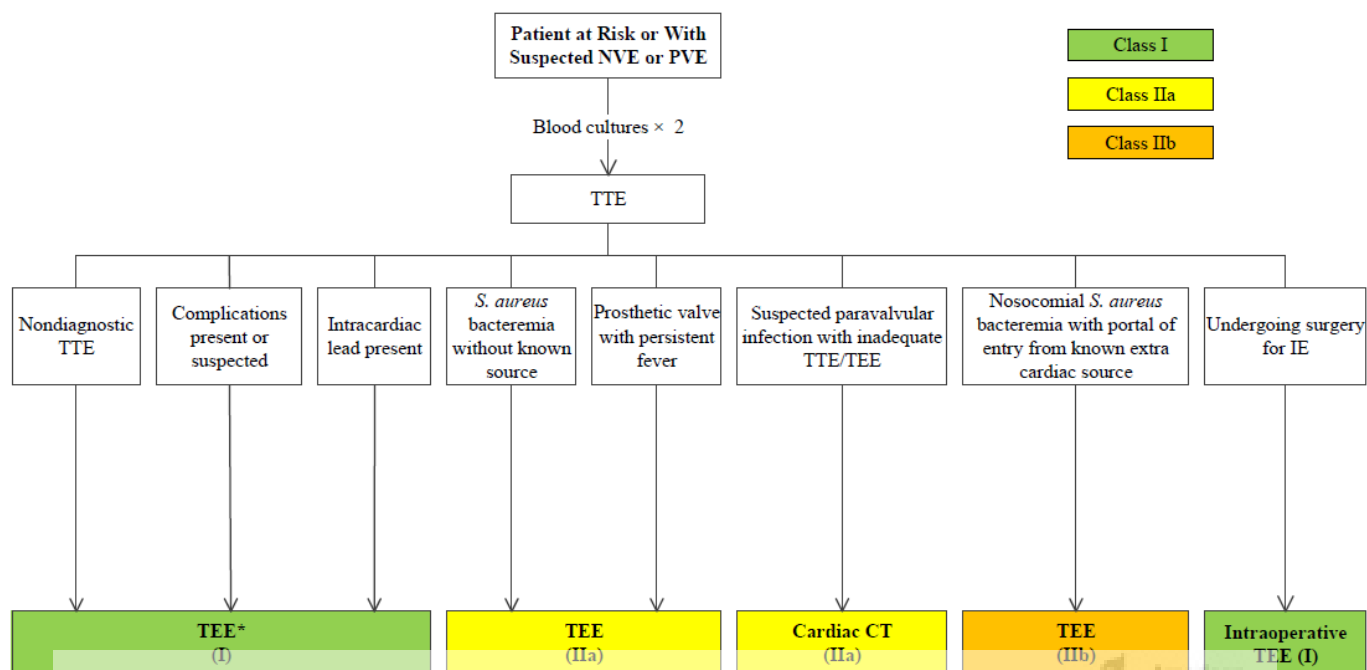 Patient at Risk or With
Suspected NVE or PVE
Class I
Class IIa
Class IIb
Blood cultures × 2
TTE
Nondiagnostic
TTE
Complications
present or
suspected
Intracardiac
lead present
S. aureus
bacteremia
without known
source
Prosthetic valve
with persistent
fever
Suspected paravalvular
infection with inadequate
TTE/TEE
Nosocomial S. aureus
bacteremia with portal of
entry from known extra
cardiac source
Undergoing surgery
for IE
TEE*
(I)
TEE
(IIa)
Cardiac CT
(IIa)
TEE
(IIb)
Intraoperative
TEE (I)